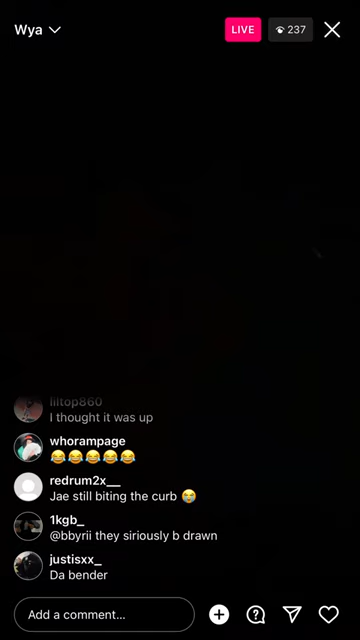 Wya
LIVE
237
liltop860
I thought it was up
whorampage
😂😂😂😂😂
redrum2x__
Jae still biting the curb 😭
1kgb_
@bbyrii they siriously b drawn
justisxx_
Da bender
Add a comment...